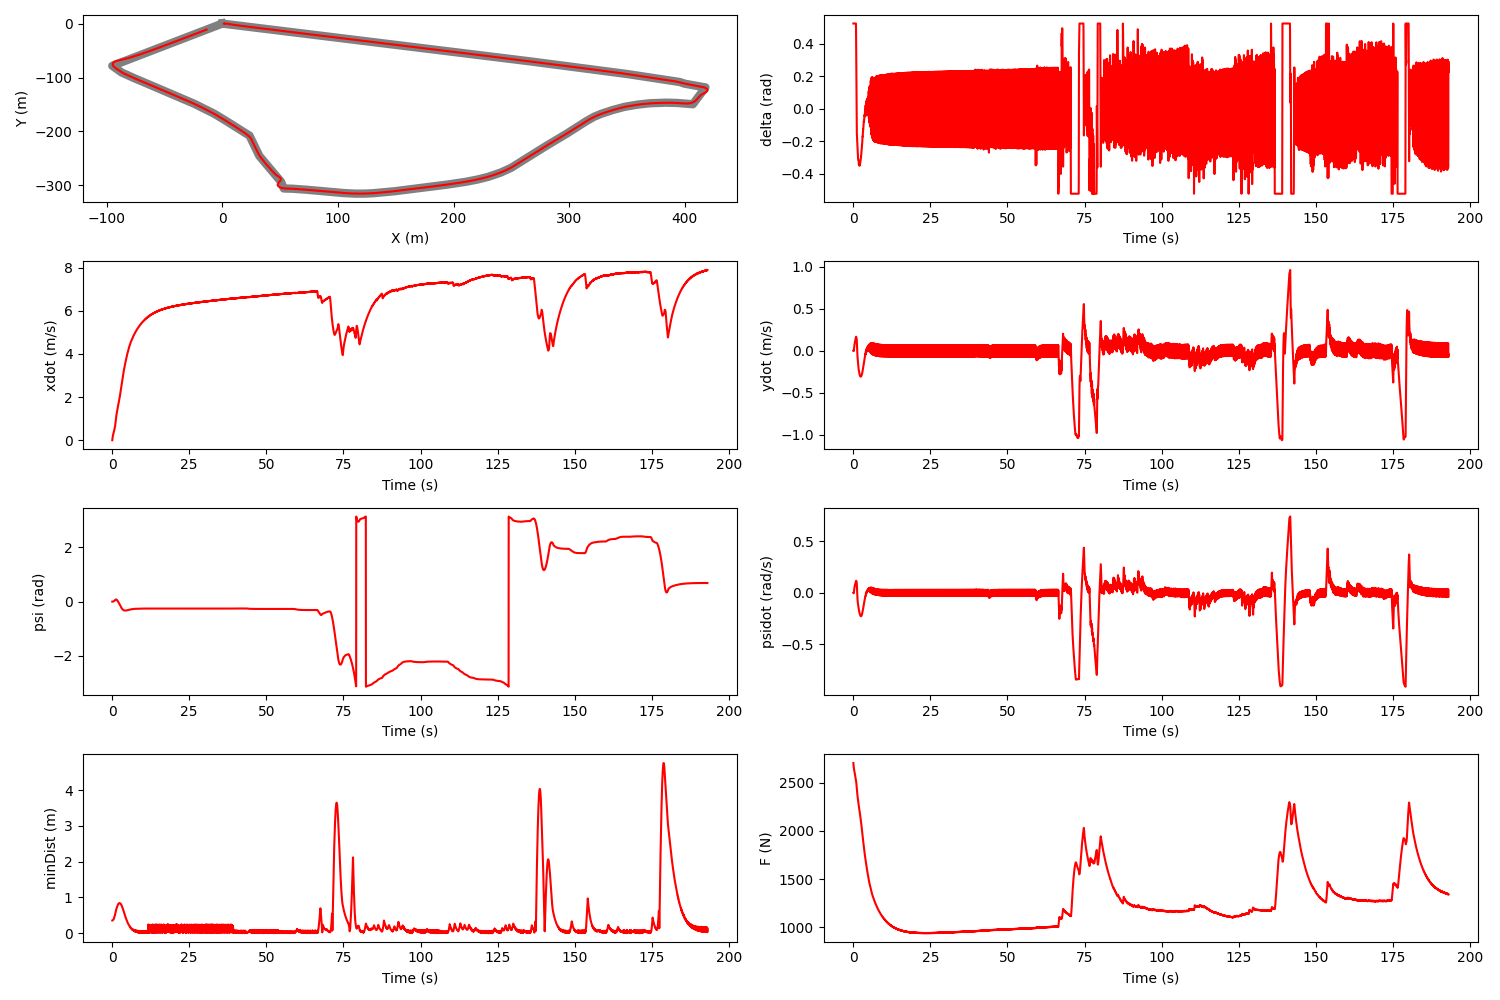 0
−100
−200
−300
Y (m)
−100 0 100 200 300 400
X (m)
0.4
0.2
0.0
−0.2
−0.4
delta (rad)
0 25 50 75 100 125 150 175 200
Time (s)
8
6
4
2
0
xdot (m/s)
0 25 50 75 100 125 150 175 200
Time (s)
1.0
0.5
0.0
−0.5
−1.0
ydot (m/s)
0 25 50 75 100 125 150 175 200
Time (s)
2
0
−2
psi (rad)
0 25 50 75 100 125 150 175 200
Time (s)
0.5
0.0
−0.5
psidot (rad/s)
0 25 50 75 100 125 150 175 200
Time (s)
4
3
2
1
0
minDist (m)
0 25 50 75 100 125 150 175 200
Time (s)
2500
2000
1500
1000
F (N)
0 25 50 75 100 125 150 175 200
Time (s)